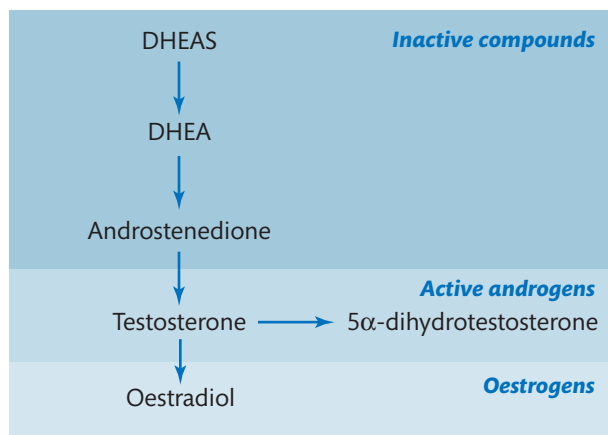 DHEAS
Inactive compounds
DHEA
Androstenedione
Active androgens
Testosterone
5α-dihydrotestosterone
Oestrogens
Oestradiol